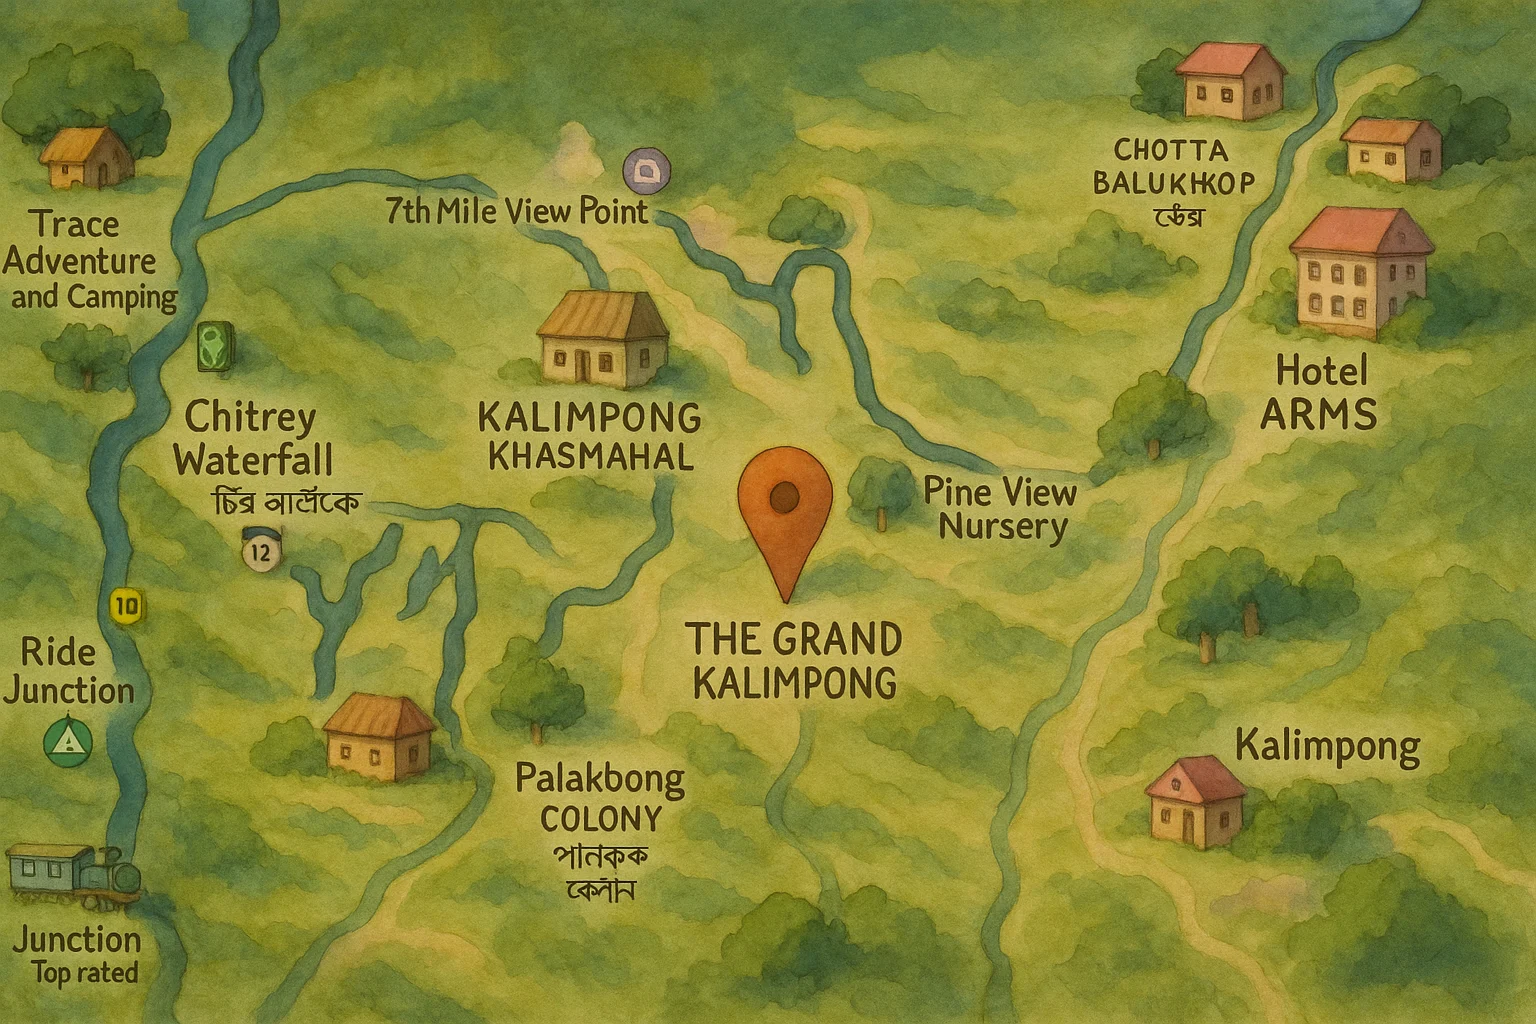 CHOTTA
BALUKHKOP
7th Mile View Point
Trace
Adventure
and Camping
Hotel
ARMS
Chitrey
Waterfall
KALIMPONG
KHASMAHAL
Pine View
Nursery
12
10
Ride
Junction
THE GRAND
KALIMPONG
Kalimpong
Palakbong
COLONY
পানকক
Junction
Top rated